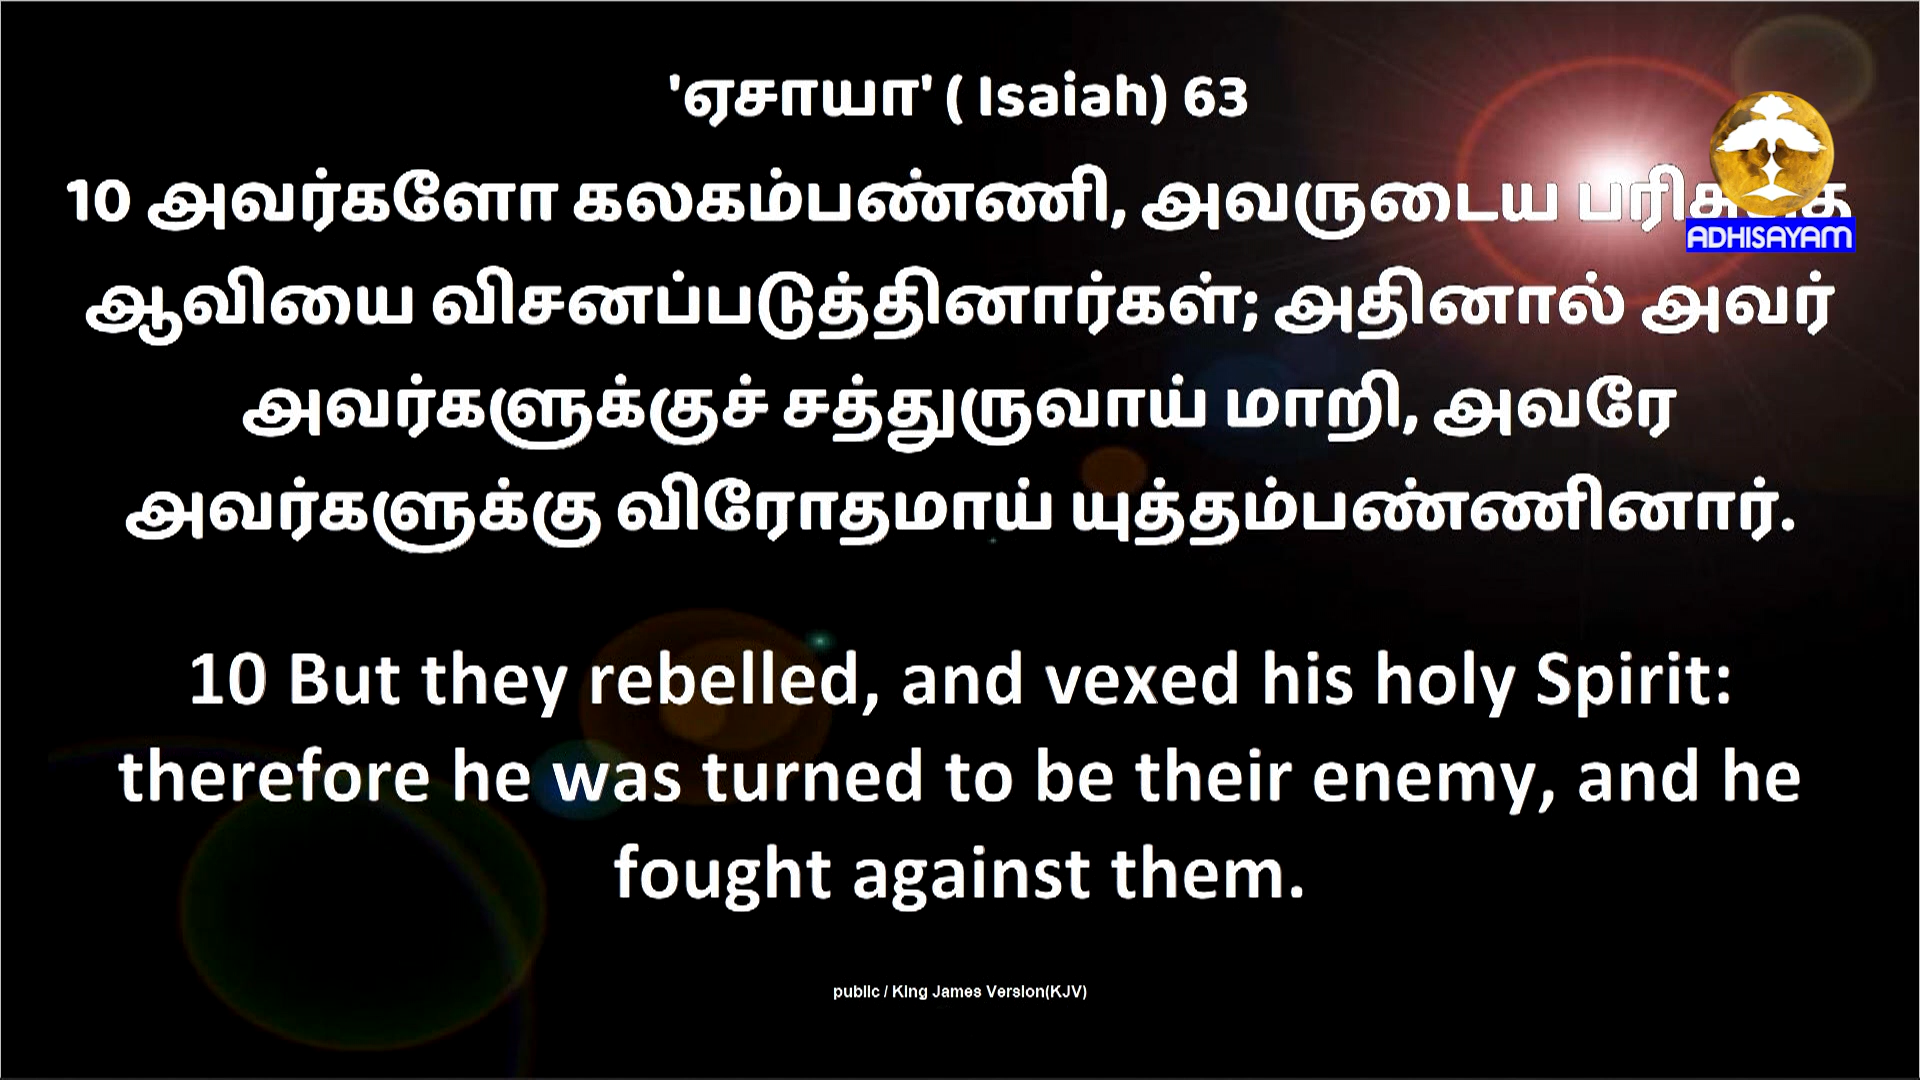 'ஏசாயா' ( Isaiah) 63
10 அவர்களோ கலகம்பண்ணி, அவருடைய
ADHISAYAM
ஆவியை விசனப்படுத்தினார்கள்; அதினால் அவர்
அவர்களுக்குச் சத்துருவாய் மாறி, அவரே
அவர்களுக்கு விரோதமாய் யுத்தம்பண்ணினார்.
10 But they rebelled, and vexed his holy Spirit:
therefore he was turned to be their enemy, and he
fought against them.
public / King James Version(KJV)